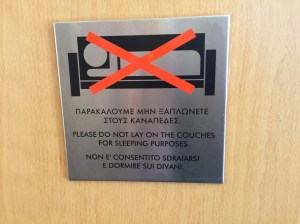 ΠΑΡΑΚΑΛΟΥΜΕ ΜΗΝ ΞΑΠΛΩΝΕΤΕ
ΣΤΟΥΣ ΚΑΝΑΠΕΔΕΣ.
PLEASE DO NOT LAY ON THE COUCHES
FOR SLEEPING PURPOSES.
NON E' CONSENTITO SDRAIARSI
E DORMIRE SUI DIVANI.